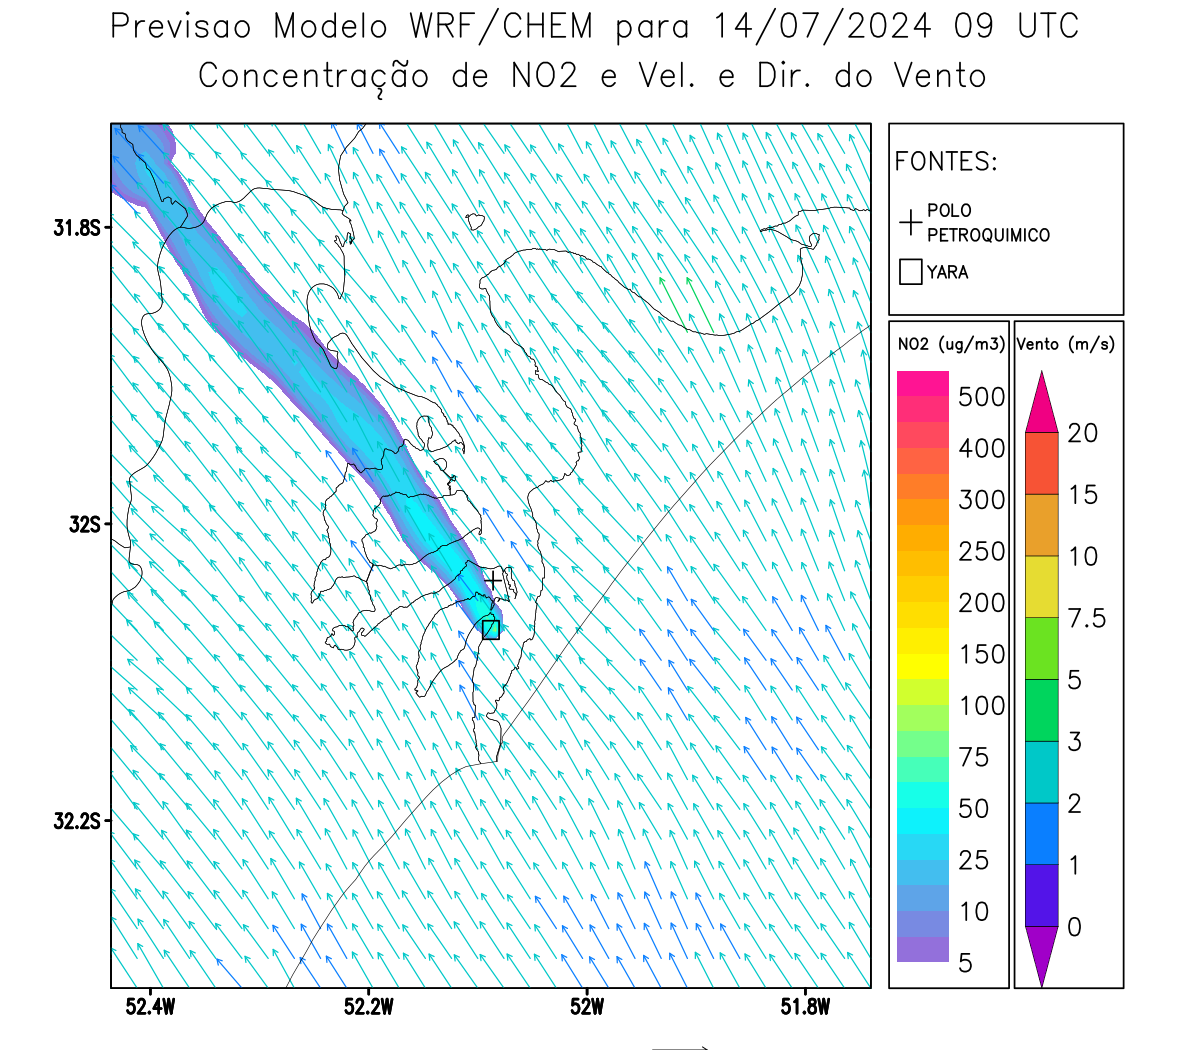 Previsao Modelo WRF/CHEM para 14/07/2024 09 UTC
Concentração de NO2 e Vel. e Dir. do Vento
FONTES:
POLO
PETROQUIMICO
YARA
NO2 (ug/m3)
500
400
300
250
200
150
100
75
50
25
10
5
Vento (m/s)
20
15
10
7.5
5
3
2
1
0
31.8S
32S
32.2S
52.4W
52.2W
52W
51.8W